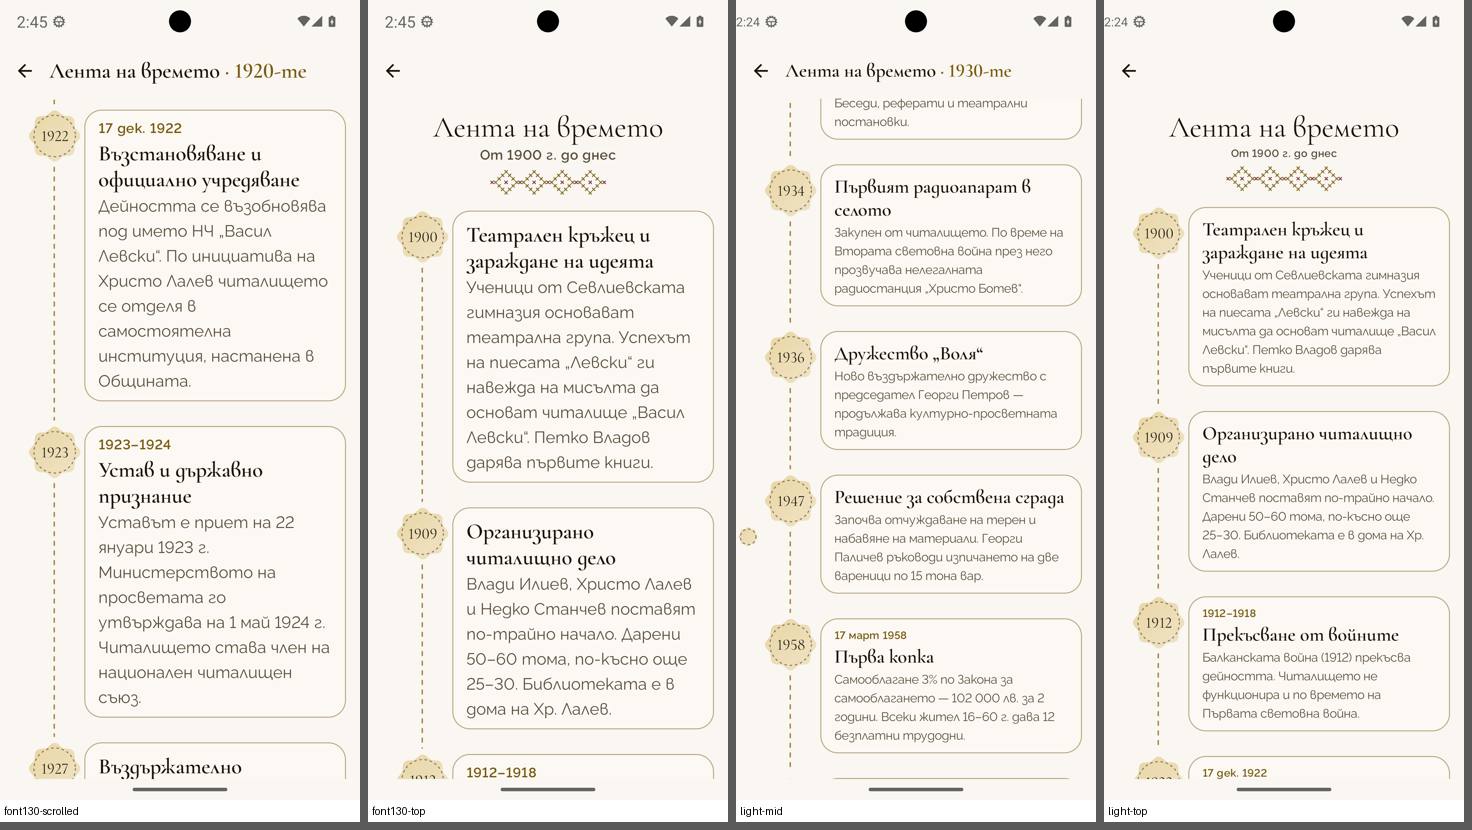 2:45
Лента на времето · 1920-те
1922
17 дек. 1922
Възстановяване и
официално учредяване
Дейността се възобновява
под името НЧ „Васил
Левски“. По инициатива на
Христо Лалев читалището
се отделя в
самостоятелна
институция, настанена в
Общината.
1923
1923–1924
Устав и държавно
признание
Уставът е приет на 22
януари 1923 г.
Министерството на
просветата го
утвърждава на 1 май 1924 г.
Читалището става член на
национален читалищен
съюз.
1927
Въздържателно
font130-scrolled
2:45
Лента на времето
От 1900 г. до днес
1900
Театрален кръжец и
зараждане на идеята
Ученици от Севлиевската
гимназия основават
театрална група. Успехът
на пиесата „Левски“ ги
навежда на мисълта да
основат читалище „Васил
Левски“. Петко Владов
дарява първите книги.
1909
Организирано
читалищно дело
Влади Илиев, Христо Лалев
и Недко Станчев поставят
по-трайно начало. Дарени
50–60 тома, по-късно още
25–30. Библиотеката е в
дома на Хр. Лалев.
1912
1912–1918
font130-top
2:24
Лента на времето · 1930-те
Беседи, реферати и театрални
постановки.
1934
Първият радиоапарат в
селото
Закупен от читалището. По време на
Втората световна война през него
прозвучава нелегалната
радиостанция „Христо Ботев“.
1936
Дружество „Воля“
Ново въздържателно дружество с
председател Георги Петров —
продължава културно-просветната
традиция.
1947
Решение за собствена сграда
Започва отчуждаване на терен и
набавяне на материали. Георги
Паличев ръководи изпичането на две
вареници по 15 тона вар.
1958
17 март 1958
Първа копка
Самооблагане 3% по Закона за
самооблагането — 102 000 лв. за 2
години. Всеки жител 16–60 г. дава 12
безплатни трудодни.
light-mid
2:24
Лента на времето
От 1900 г. до днес
1900
Театрален кръжец и
зараждане на идеята
Ученици от Севлиевската гимназия
основават театрална група. Успехът
на пиесата „Левски“ ги навежда на
мисълта да основат читалище „Васил
Левски“. Петко Владов дарява
първите книги.
1909
Организирано читалищно
дело
Влади Илиев, Христо Лалев и Недко
Станчев поставят по-трайно начало.
Дарени 50–60 тома, по-късно още
25–30. Библиотеката е в дома на Хр.
Лалев.
1912
1912–1918
Прекъсване от войните
Балканската война (1912) прекъсва
дейността. Читалището не
функционира и по времето на
Първата световна война.
17 дек. 1922
light-top